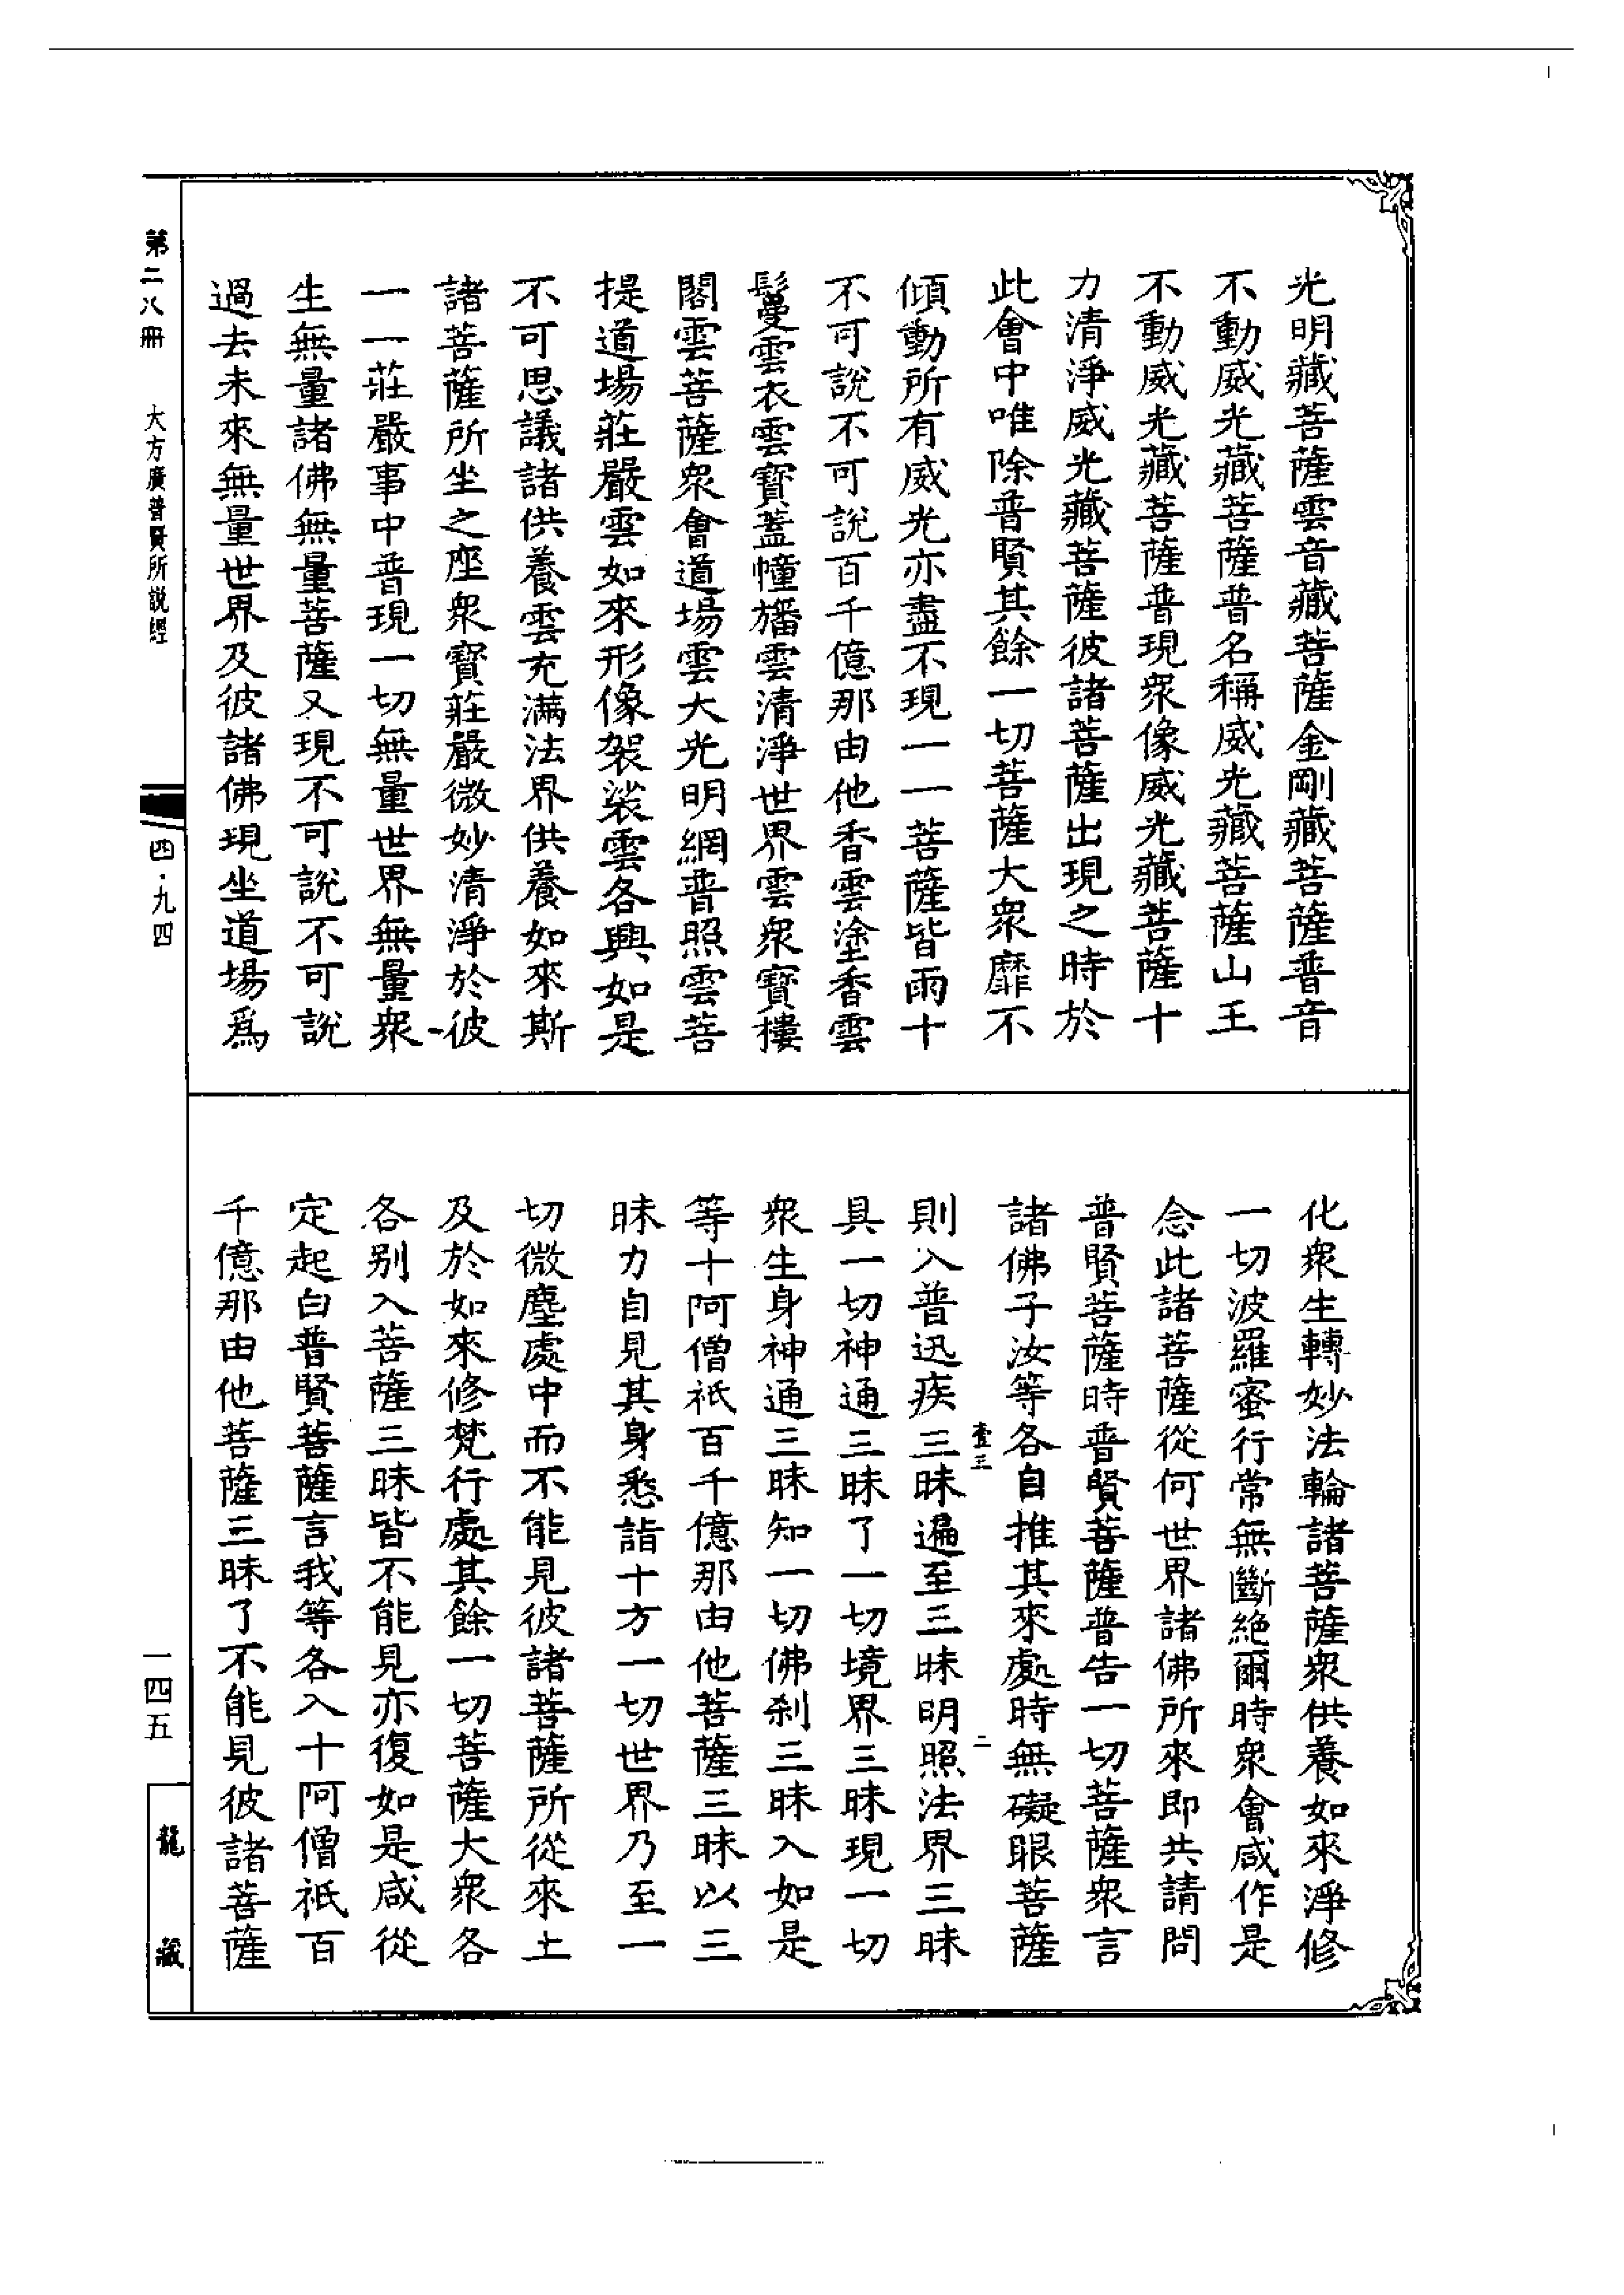 光明藏菩薩雲音藏菩薩金剛藏菩薩普音
不動威光藏菩薩普名稱威光藏菩薩山王
不動威光藏菩薩普現衆像威光藏菩薩十
力清淨威光藏菩薩彼諸菩薩出現之時於
此會中唯除普賢其餘一切菩薩大衆靡不
傾動所有威光亦盡不現一一菩薩皆雨十
不可說不可說百千億那由他香雲塗香雲
鬘雲衣雲寶蓋幢旛雲清淨世界雲衆寶樓
閣雲菩薩衆會道場雲大光明網普照雲菩
提道場莊嚴雲如來形像袈裟雲各興如是
不可思議諸供養雲充滿法界供養如來斯
諸菩薩所坐之座衆寶莊嚴微妙清淨於彼
一一莊嚴事中普現一切無量世界無量衆
生無量諸佛無量菩薩又現不可說不可說
過去未來無量世界及彼諸佛現坐道場爲
化衆生轉妙法輪諸菩薩衆供養如來淨修
一切波羅蜜行常無斷絶爾時衆會咸作是
念此諸菩薩從何世界諸佛所來即共請問
普賢菩薩時普賢菩薩普告一切菩薩衆言
諸佛子汝等各自推其來處時無礙眼菩薩
壹三 二
則入普迅疾三昧遍至三昧明照法界三昧
具一切神通三昧了一切境界三昧現一切
衆生身神通三昧知一切佛刹三昧入如是
等十阿僧祇百千億那由他菩薩三昧以三
昧力自見其身悉詣十方一切世界乃至一
切微塵處中而不能見彼諸菩薩所從來土
及於如來修梵行處其餘一切菩薩大衆各
各別入菩薩三昧皆不能見亦復如是咸從
定起白普賢菩薩言我等各入十阿僧祇百
千億那由他菩薩三昧了不能見彼諸菩薩
第二八冊 大方廣普賢所説經
四·九四
一四五
龍藏